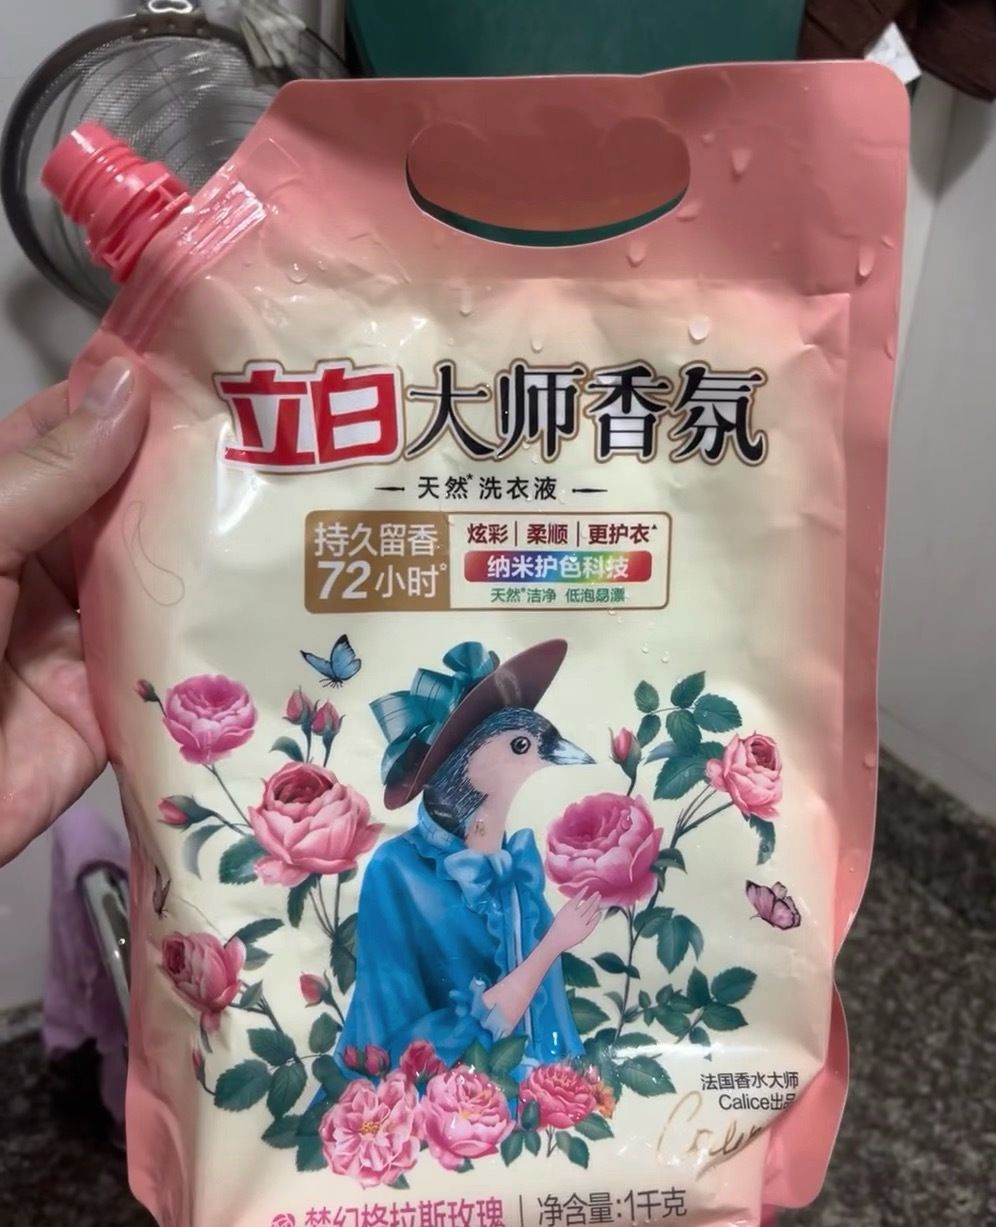 立白大师香氛
天然*洗衣液
持久留香
72小时°
炫彩|柔顺|更护衣▲
纳米护色科技
天然*洁净 低泡易漂
法国香水大师
Calice出品
梦幻格拉斯玫瑰|净含量:1千克